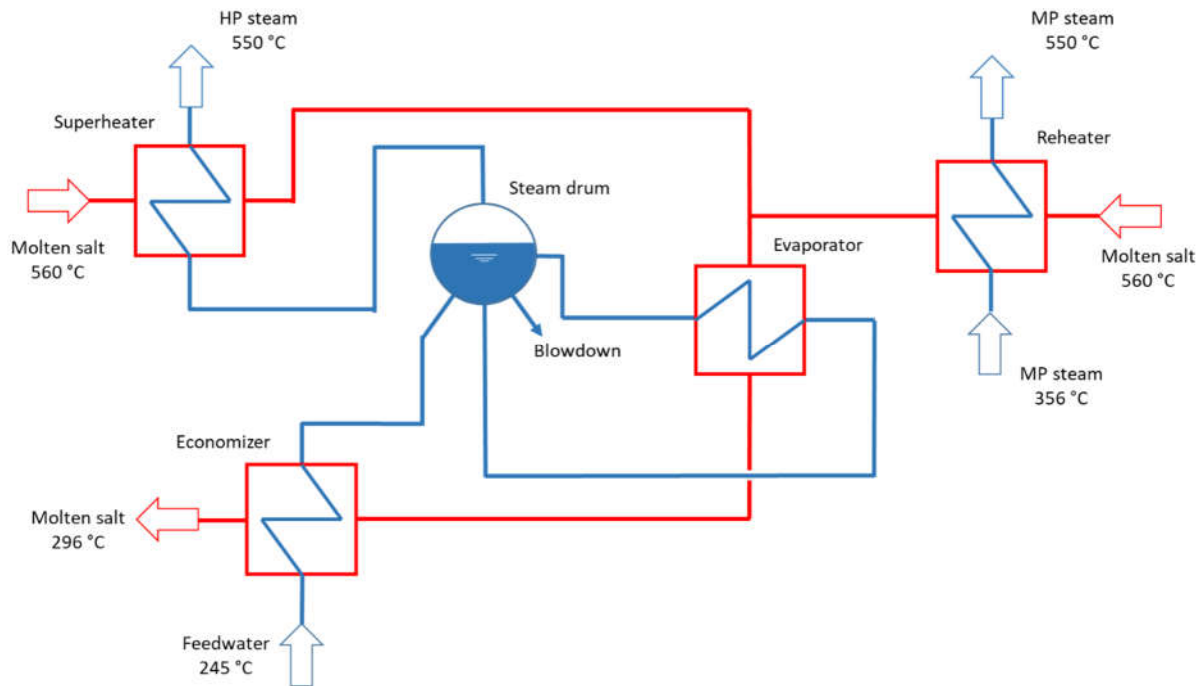 HP steam
550 °C
MP steam
550 °C
Superheater
Reheater
Steam drum
Evaporator
Molten salt
560 °C
Molten salt
560 °C
Blowdown
MP steam
356 °C
Economizer
Molten salt
296 °C
Feedwater
245 °C